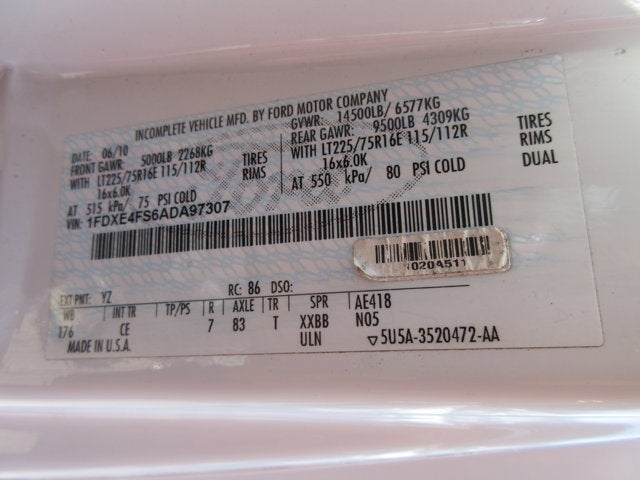 INCOMPLETE VEHICLE MFD. BY FORD MOTOR COMPANY
DATE: 06/10 GVWR: 14500LB/ 6577KG
FRONT GAWR: 5000LB 2268KG REAR GAWR: 9500LB 4309KG
WITH LT225/75R16E 115/112R TIRES WITH LT225/75R16E 115/112R TIRES
16x6.0K RIMS 16x6.0K RIMS
AT 515 kPa/ 75 PSI COLD AT 550 kPa/ 80 PSI COLD DUAL
VIN: 1FDXE4FS6ADA97307
10204511
EXT PNT: YZ RC: 86 DSO:
WB INT TR TP/PS R AXLE TR SPR AE418
176 CE 7 83 T XXBB N05
MADE IN U.S.A. ULN ▽5U5A-3520472-AA